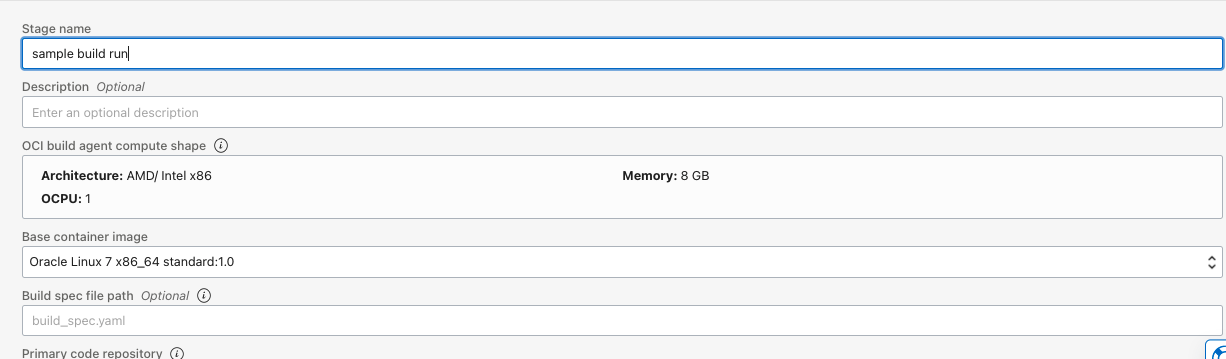 Stage name
sample build run
Description Optional
Enter an optional description
OCI build agent compute shape
Architecture: AMD/ Intel x86 Memory: 8 GB
OCPU: 1
Base container image
Oracle Linux 7 x86_64 standard:1.0
Build spec file path Optional
build_spec.yaml
Primary code repository